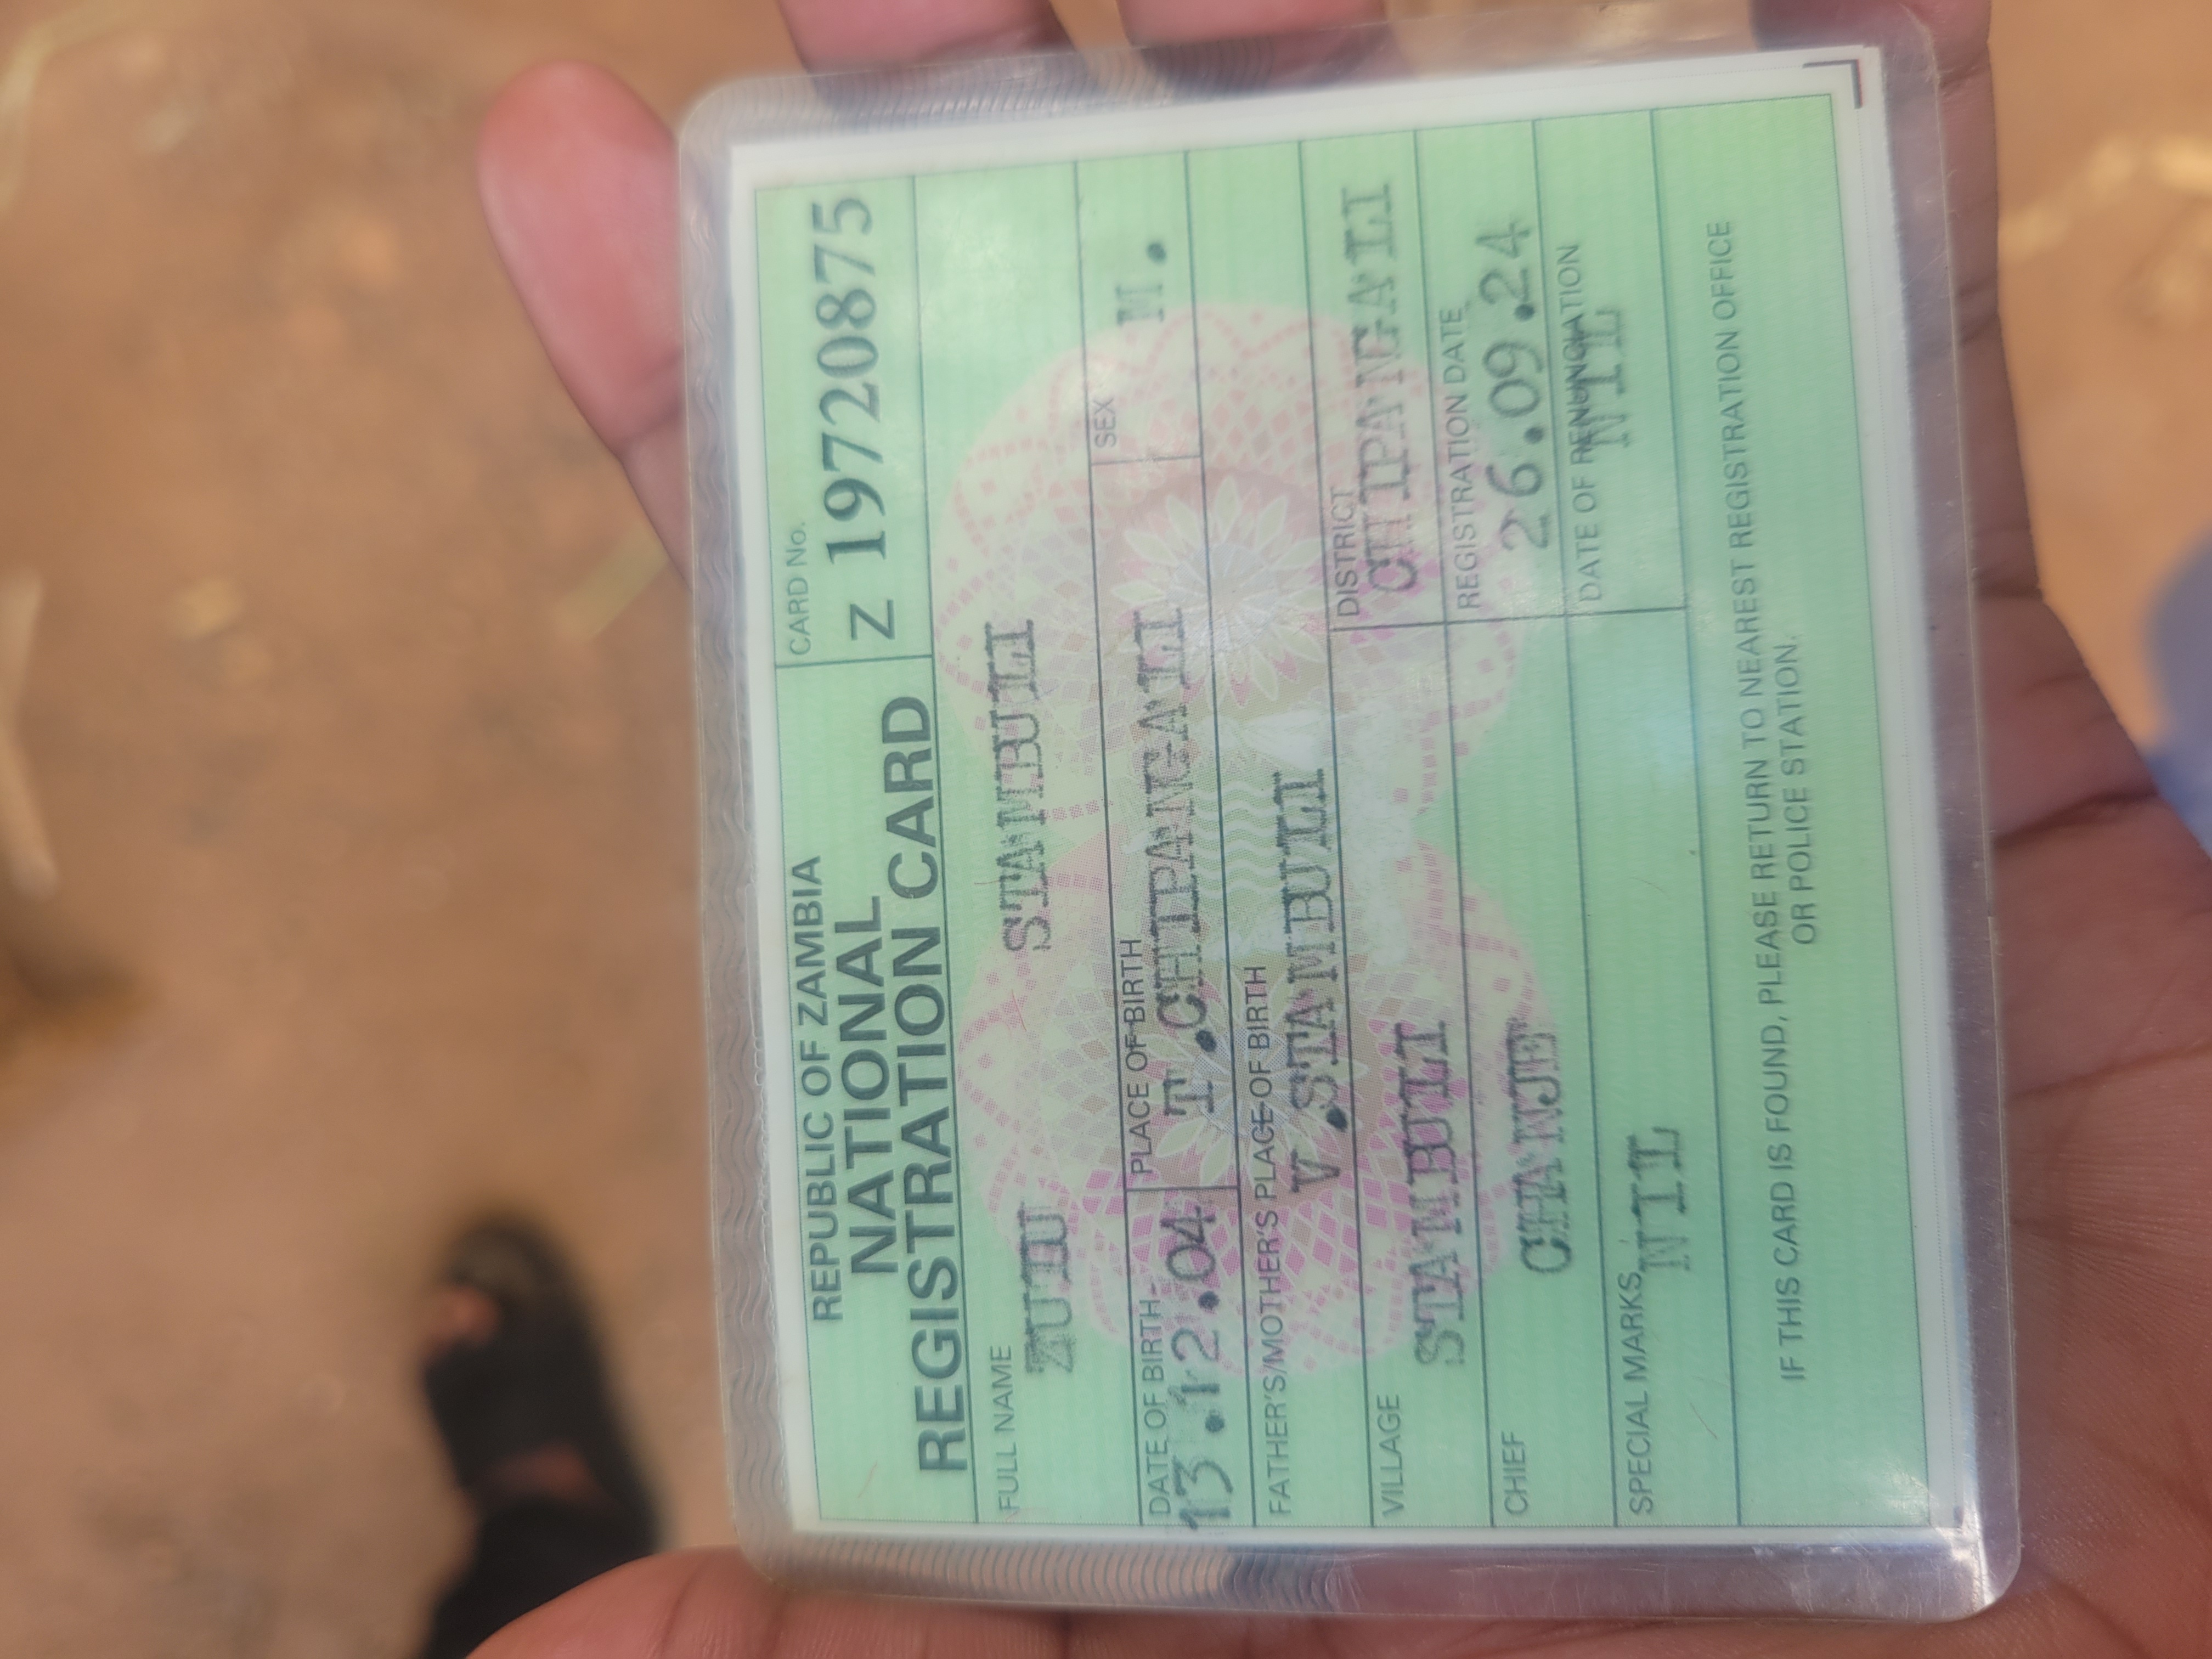 REPUBLIC OF ZAMBIA
NATIONAL
REGISTRATION CARD
CARD No.
Z 19720875
FULL NAME
ZULU STAMBULI
DATE OF BIRTH
13.12.04
PLACE OF BIRTH
T.CHIPANGALI
SEX
M.
FATHER'S/MOTHER'S PLACE OF BIRTH
V.STAMBULI
VILLAGE
STAMBULI
DISTRICT
CHIPANGALI
CHIEF
CHANJE
REGISTRATION DATE
26.09.24
SPECIAL MARKS
NIL
DATE OF RENUNCIATION
NIL
IF THIS CARD IS FOUND, PLEASE RETURN TO NEAREST REGISTRATION OFFICE
OR POLICE STATION.